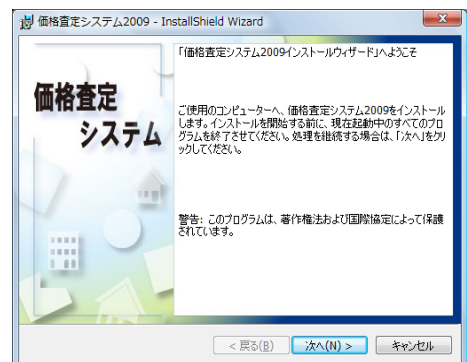 価格査定システム2009 - InstallShield Wizard
価格査定
システム
「価格査定システム2009インストールウィザード」へようこそ
ご使用のコンピューターへ、価格査定システム2009をインストール
します。インストールを開始する前に、現在起動中のすべてのプロ
グラムを終了させてください。処理を継続する場合は、「次へ」をクリ
ックしてください。
警告: このプログラムは、著作権法および国際協定によって保護
されています。
< 戻る(B)
次へ(N) >
キャンセル